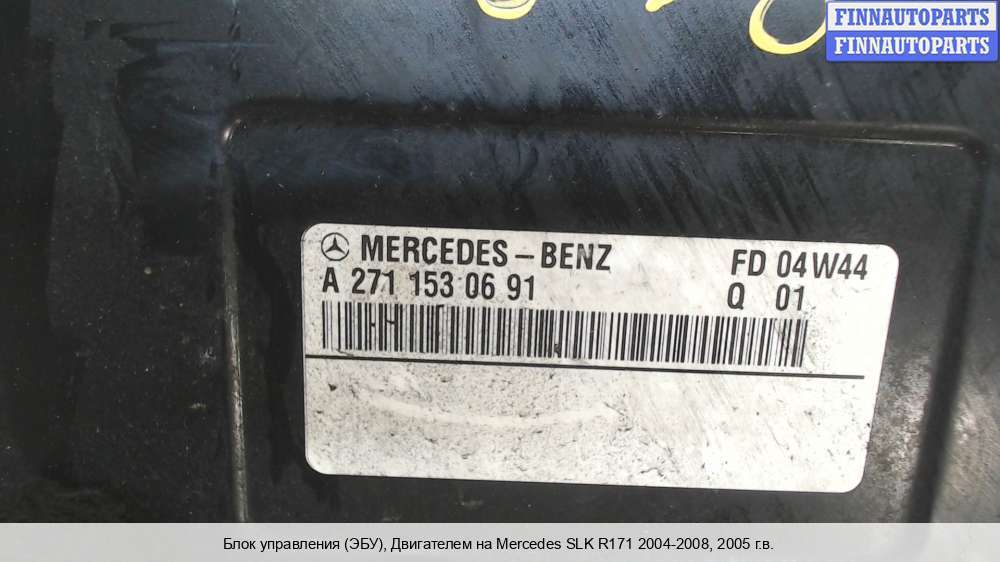 FINNAUTOPARTS
FINNAUTOPARTS
MERCEDES-BENZ FD 04W44
A 271 153 06 91 Q 01
Блок управления (ЭБУ), Двигателем на Mercedes SLK R171 2004-2008, 2005 г.в.